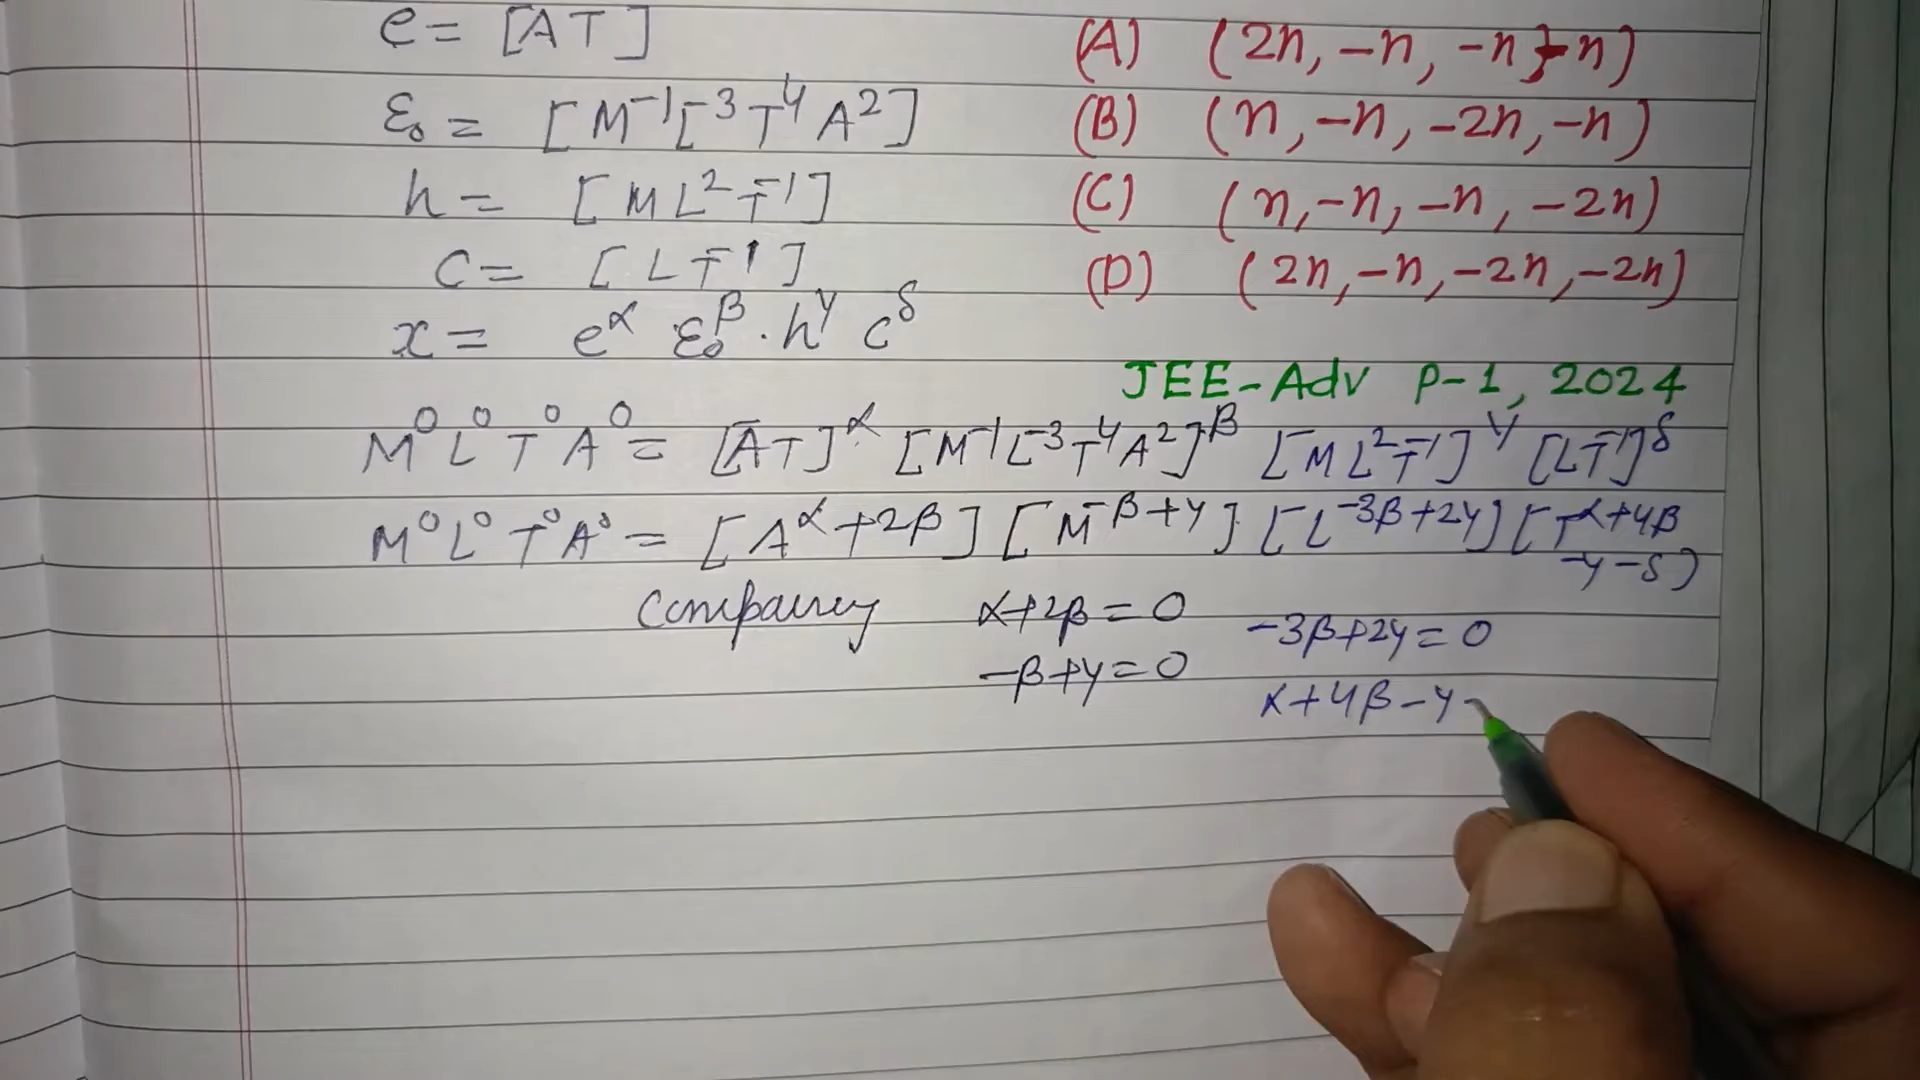 e = [AT]
ε₀ = [M⁻¹L⁻³T⁴A²]
h = [ML²T⁻¹]
c = [LT⁻¹]
x = e^α ε₀^β · h^γ c^δ
(A) (2n, -n, -n, -n)
(B) (n, -n, -2n, -n)
(C) (n, -n, -n, -2n)
(D) (2n, -n, -2n, -2n)
JEE-Adv P-1, 2024
M⁰L⁰T⁰A⁰ = [AT]^α [M⁻¹L⁻³T⁴A²]^β [ML²T⁻¹]^γ [LT⁻¹]^δ
M⁰L⁰T⁰A⁰ = [A^α+2β] [M^-β+γ] [L^-3β+2γ] [T^α+4β
-γ-δ]
Comparing α+2β = 0 -3β+2γ = 0
-β+γ = 0 α+4β-γ-